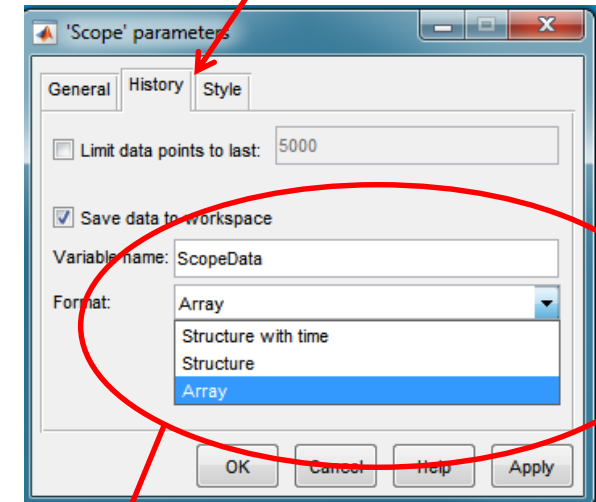 'Scope' parameters
General History Style
Limit data points to last: 5000
Save data to workspace
Variable name: ScopeData
Format: Array
Structure with time
Structure
Array
OK Cancel Help Apply